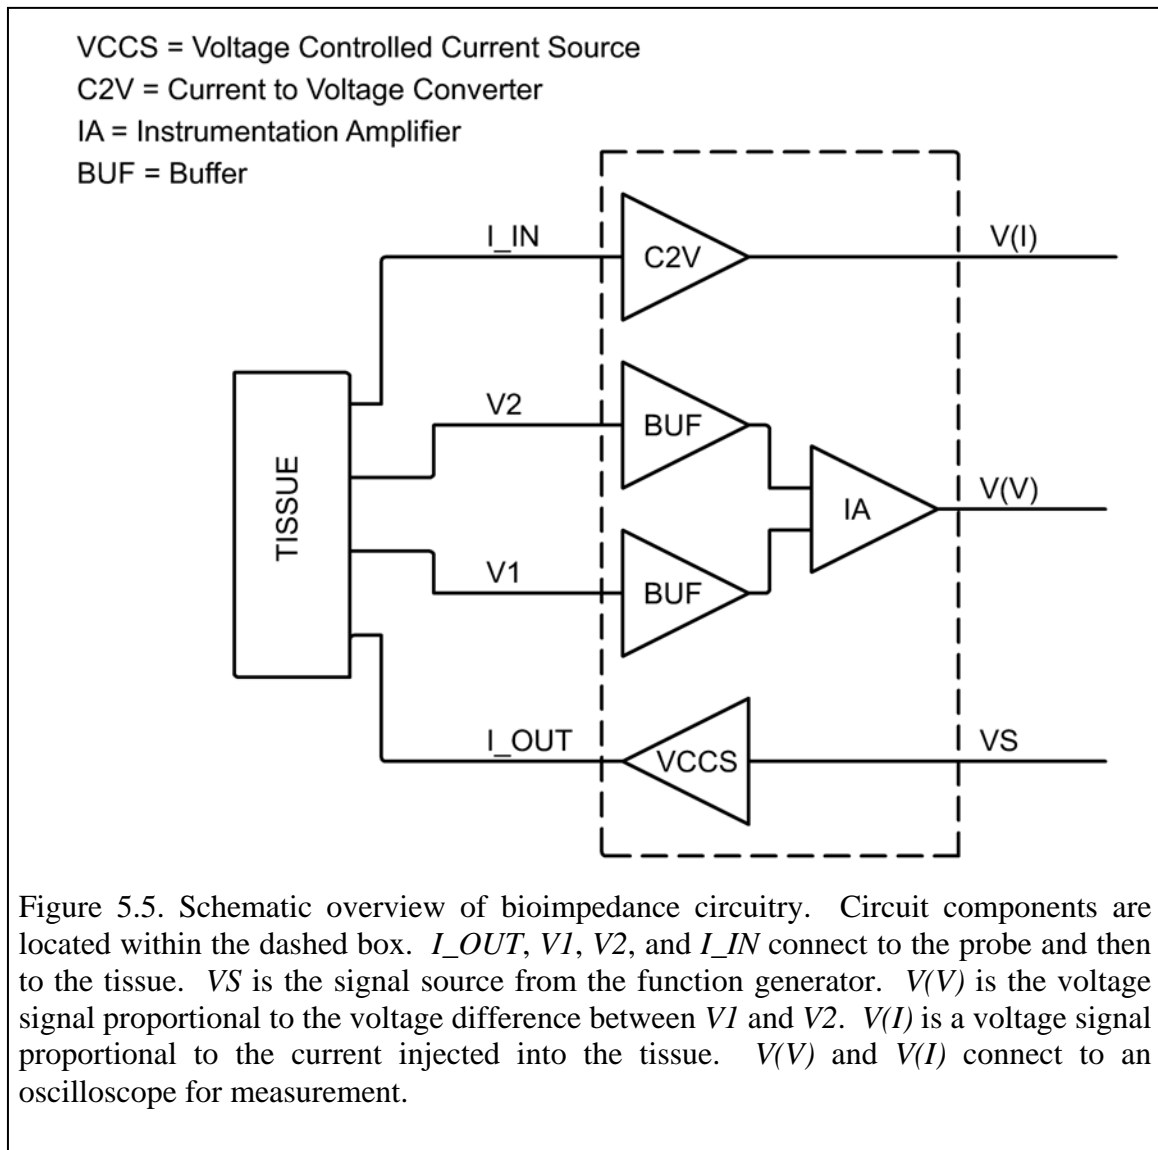 VCCS = Voltage Controlled Current Source
C2V = Current to Voltage Converter
IA = Instrumentation Amplifier
BUF = Buffer
I_IN
C2V
V(I)
V2
BUF
TISSUE
IA
V(V)
V1
BUF
I_OUT
VCCS
VS
Figure 5.5. Schematic overview of bioimpedance circuitry. Circuit components are
located within the dashed box. I_OUT, V1, V2, and I_IN connect to the probe and then
to the tissue. VS is the signal source from the function generator. V(V) is the voltage
signal proportional to the voltage difference between V1 and V2. V(I) is a voltage signal
proportional to the current injected into the tissue. V(V) and V(I) connect to an
oscilloscope for measurement.